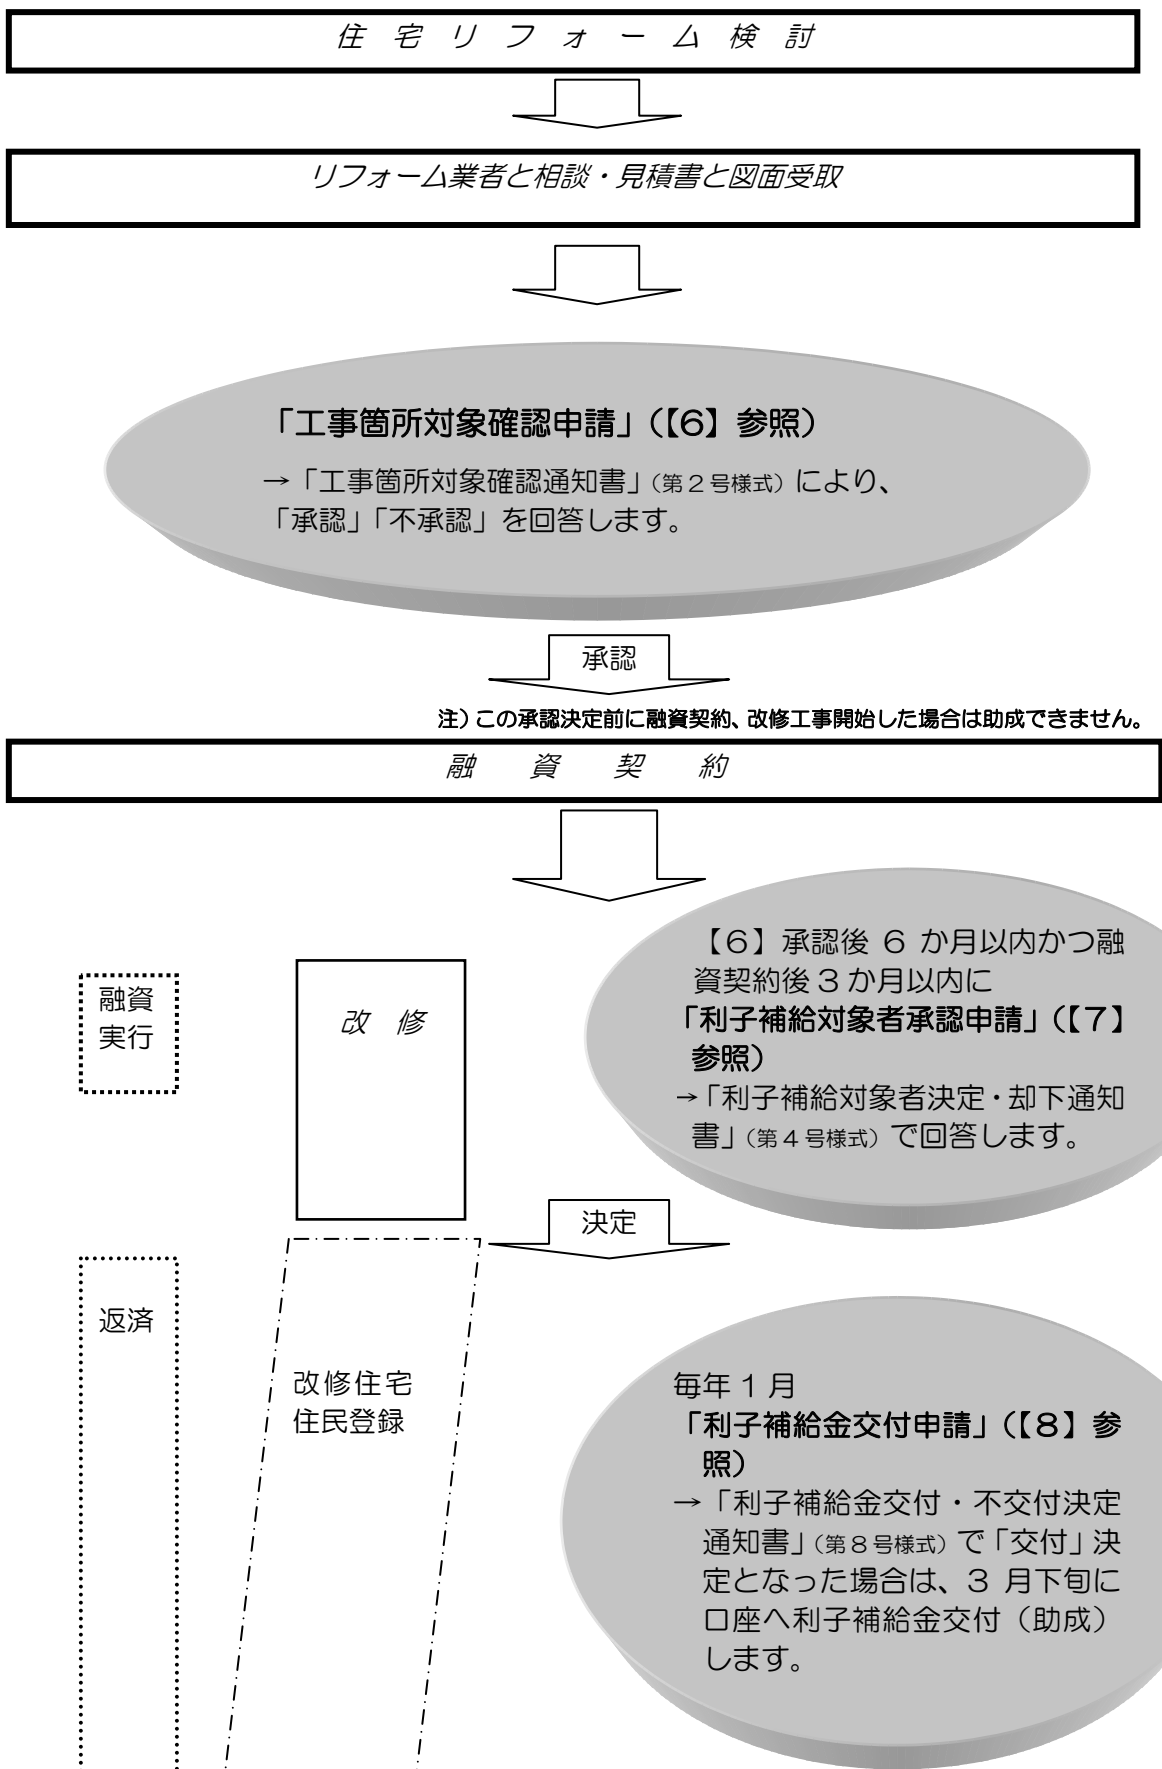 住宅リフォーム検討
リフォーム業者と相談・見積書と図面受取
「工事箇所対象確認申請」（【6】参照）
→「工事箇所対象確認通知書」（第２号様式）により、
「承認」「不承認」を回答します。
承認
注）この承認決定前に融資契約、改修工事開始した場合は助成できません。
融資契約
融資
実行
改修
【6】承認後 6 か月以内かつ融
資契約後３か月以内に
「利子補給対象者承認申請」（【7】
参照）
→「利子補給対象者決定・却下通知
書」（第４号様式）で回答します。
決定
返済
改修住宅
住民登録
毎年１月
「利子補給金交付申請」（【8】参
照）
→「利子補給金交付・不交付決定
通知書」（第８号様式）で「交付」決
定となった場合は、3 月下旬に
口座へ利子補給金交付（助成）
します。